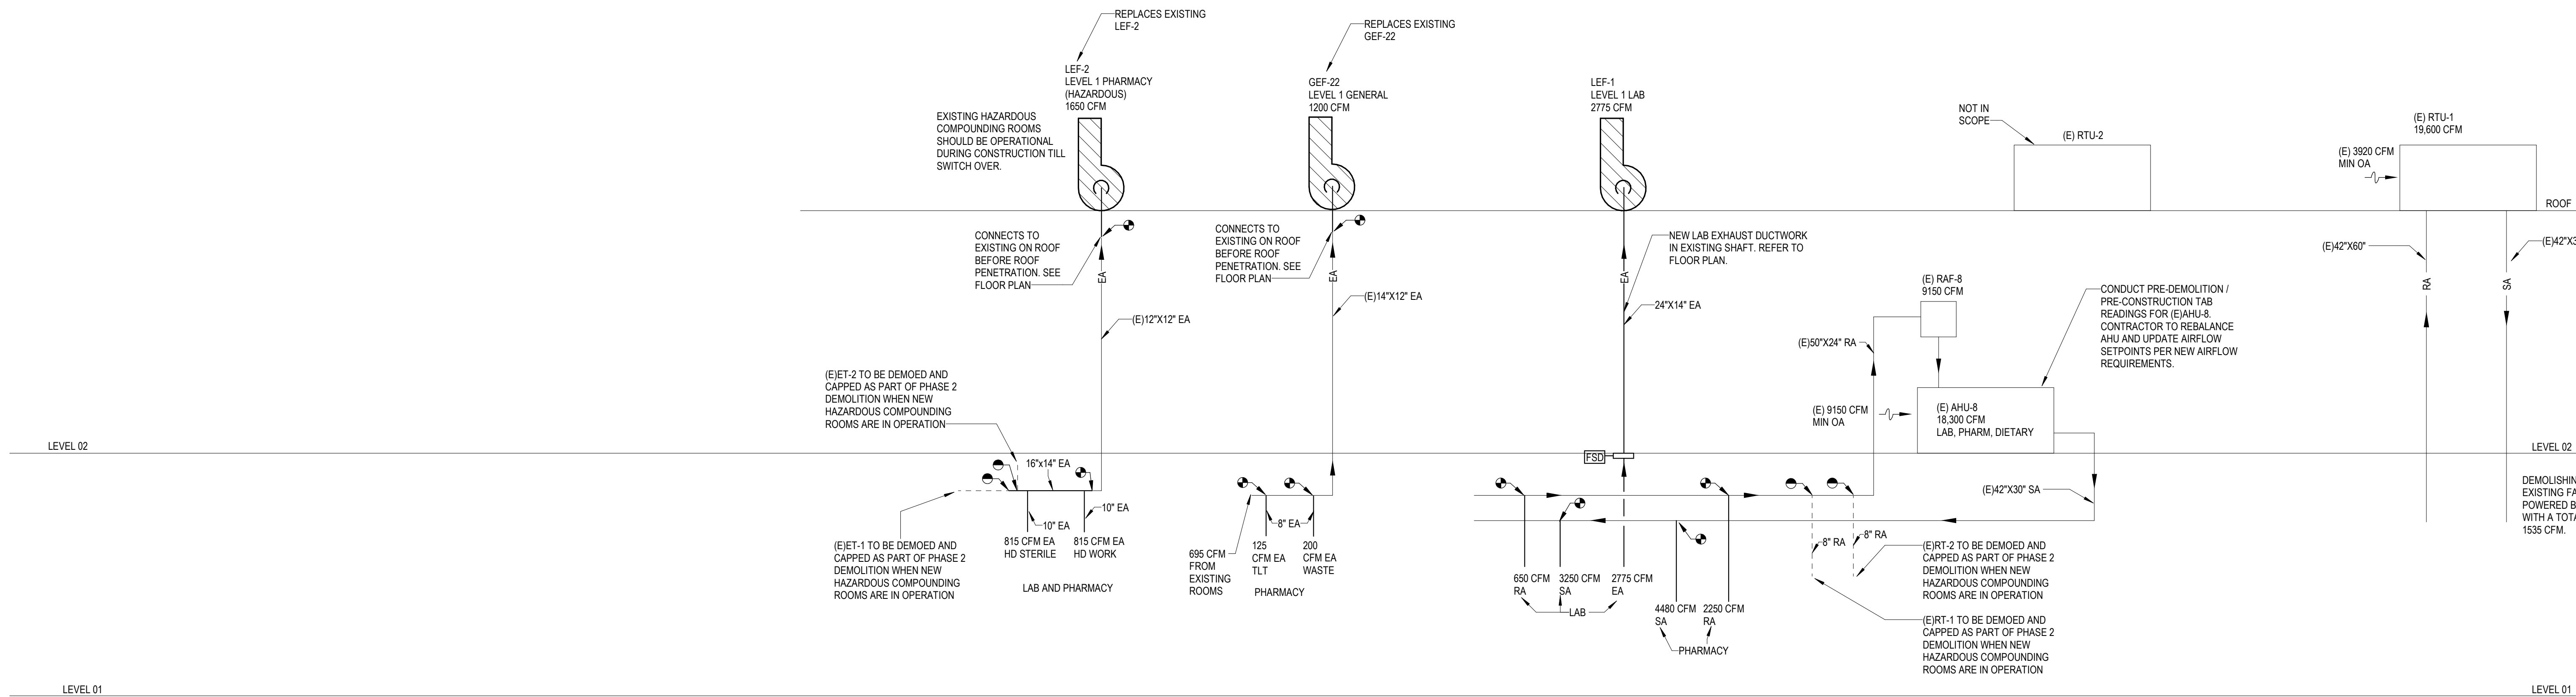 REPLACES EXISTING
LEF-2
REPLACES EXISTING
GEF-22
LEF-2
LEVEL 1 PHARMACY
(HAZARDOUS)
1650 CFM
GEF-22
LEVEL 1 GENERAL
1200 CFM
LEF-1
LEVEL 1 LAB
2775 CFM
EXISTING HAZARDOUS
COMPOUNDING ROOMS
SHOULD BE OPERATIONAL
DURING CONSTRUCTION TILL
SWITCH OVER.
NOT IN
SCOPE
(E) RTU-2
(E) RTU-1
19,600 CFM
(E) 3920 CFM
MIN OA
ROOF
CONNECTS TO
EXISTING ON ROOF
BEFORE ROOF
PENETRATION. SEE
FLOOR PLAN
EA
CONNECTS TO
EXISTING ON ROOF
BEFORE ROOF
PENETRATION. SEE
FLOOR PLAN
EA
NEW LAB EXHAUST DUCTWORK
IN EXISTING SHAFT. REFER TO
FLOOR PLAN.
EA
(E)42"X60"
RA
SA
(E)42"X3
(E)12"X12" EA
(E)14"X12" EA
24"X14" EA
(E) RAF-8
9150 CFM
(E)50"X24" RA
CONDUCT PRE-DEMOLITION /
PRE-CONSTRUCTION TAB
READINGS FOR (E)AHU-8.
CONTRACTOR TO REBALANCE
AHU AND UPDATE AIRFLOW
SETPOINTS PER NEW AIRFLOW
REQUIREMENTS.
(E)ET-2 TO BE DEMOED AND
CAPPED AS PART OF PHASE 2
DEMOLITION WHEN NEW
HAZARDOUS COMPOUNDING
ROOMS ARE IN OPERATION
(E) 9150 CFM
MIN OA
(E) AHU-8
18,300 CFM
LAB, PHARM, DIETARY
LEVEL 02
LEVEL 02
FSD
16"x14" EA
10" EA
10" EA
8" EA
(E)42"X30" SA
DEMOLISHIN
EXISTING FA
POWERED B
WITH A TOTA
1535 CFM.
(E)ET-1 TO BE DEMOED AND
CAPPED AS PART OF PHASE 2
DEMOLITION WHEN NEW
HAZARDOUS COMPOUNDING
ROOMS ARE IN OPERATION
815 CFM EA
HD STERILE
815 CFM EA
HD WORK
LAB AND PHARMACY
695 CFM
FROM
EXISTING
ROOMS
125
CFM EA
TLT
200
CFM EA
WASTE
PHARMACY
650 CFM
RA
3250 CFM
SA
2775 CFM
EA
LAB
4480 CFM
SA
2250 CFM
RA
PHARMACY
8" RA
8" RA
(E)RT-2 TO BE DEMOED AND
CAPPED AS PART OF PHASE 2
DEMOLITION WHEN NEW
HAZARDOUS COMPOUNDING
ROOMS ARE IN OPERATION
(E)RT-1 TO BE DEMOED AND
CAPPED AS PART OF PHASE 2
DEMOLITION WHEN NEW
HAZARDOUS COMPOUNDING
ROOMS ARE IN OPERATION
LEVEL 01
LEVEL 01